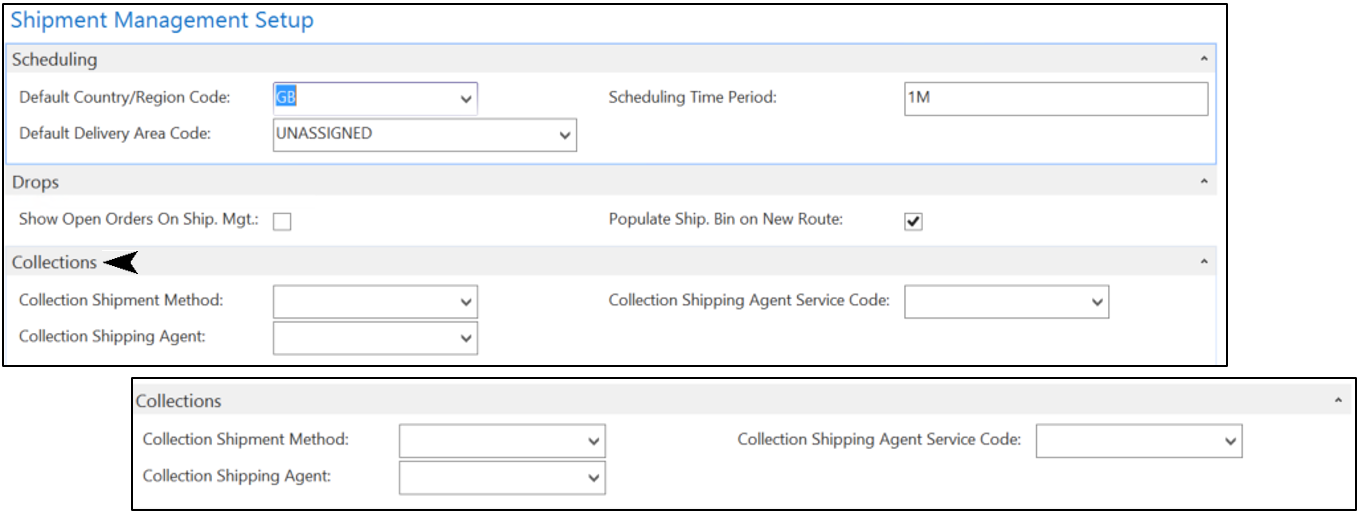 Shipment Management Setup
Scheduling
Default Country/Region Code: GB Scheduling Time Period: 1M
Default Delivery Area Code: UNASSIGNED
Drops
Show Open Orders On Ship. Mgt.: Populate Ship. Bin on New Route:
Collections
Collection Shipment Method: Collection Shipping Agent Service Code:
Collection Shipping Agent:
Collections
Collection Shipment Method: Collection Shipping Agent Service Code:
Collection Shipping Agent: